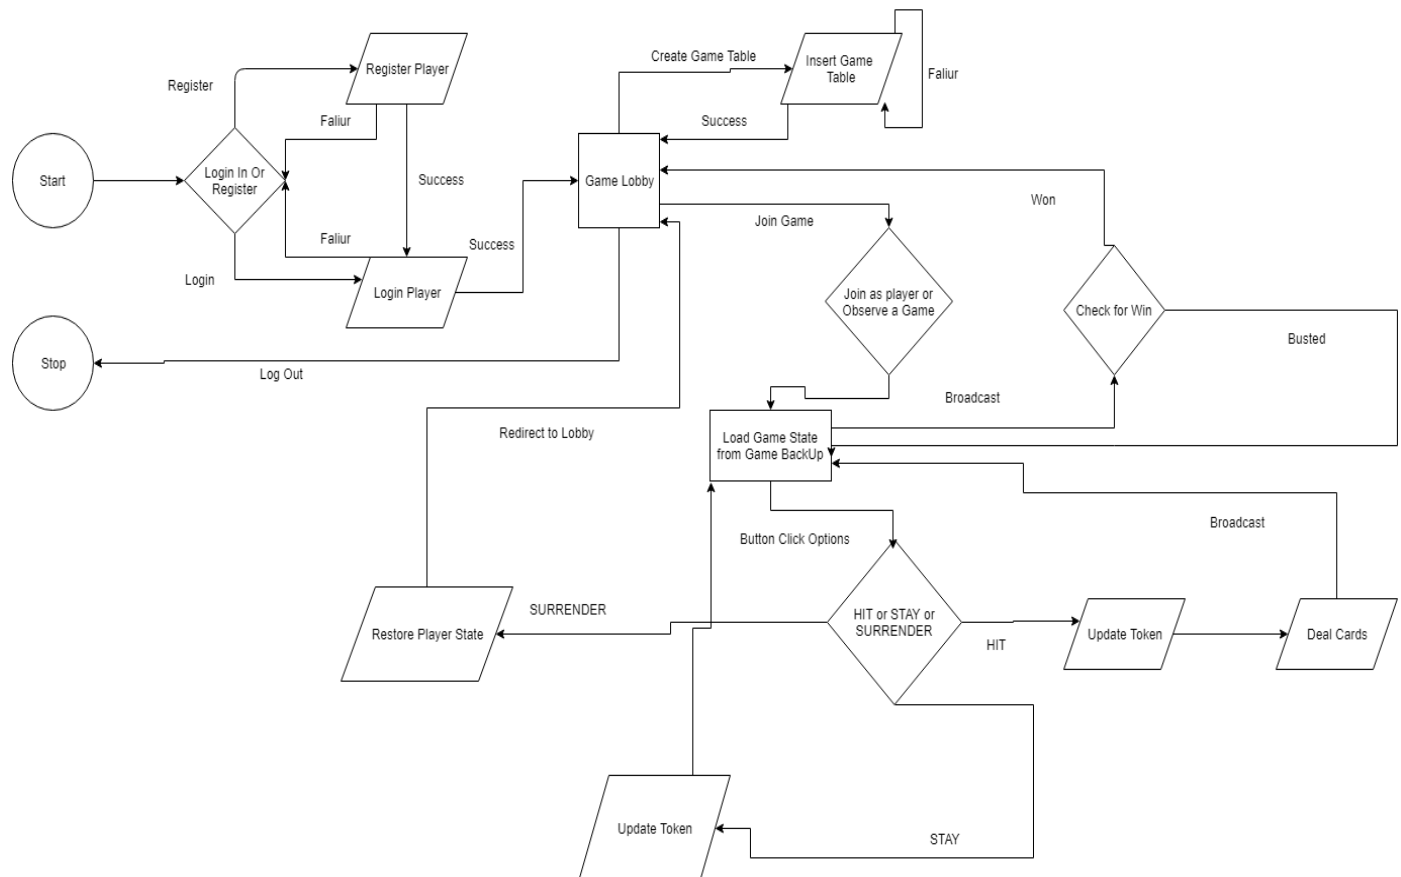 Register Player
Create Game Table
Insert Game
Table
Faliur
Register
Faliur
Success
Start
Login In Or
Register
Success
Game Lobby
Won
Join Game
Faliur
Success
Login
Login Player
Join as player or
Observe a Game
Check for Win
Busted
Stop
Log Out
Broadcast
Redirect to Lobby
Load Game State
from Game BackUp
Broadcast
Button Click Options
SURRENDER
HIT or STAY or
SURRENDER
Restore Player State
HIT
Update Token
Deal Cards
Update Token
STAY